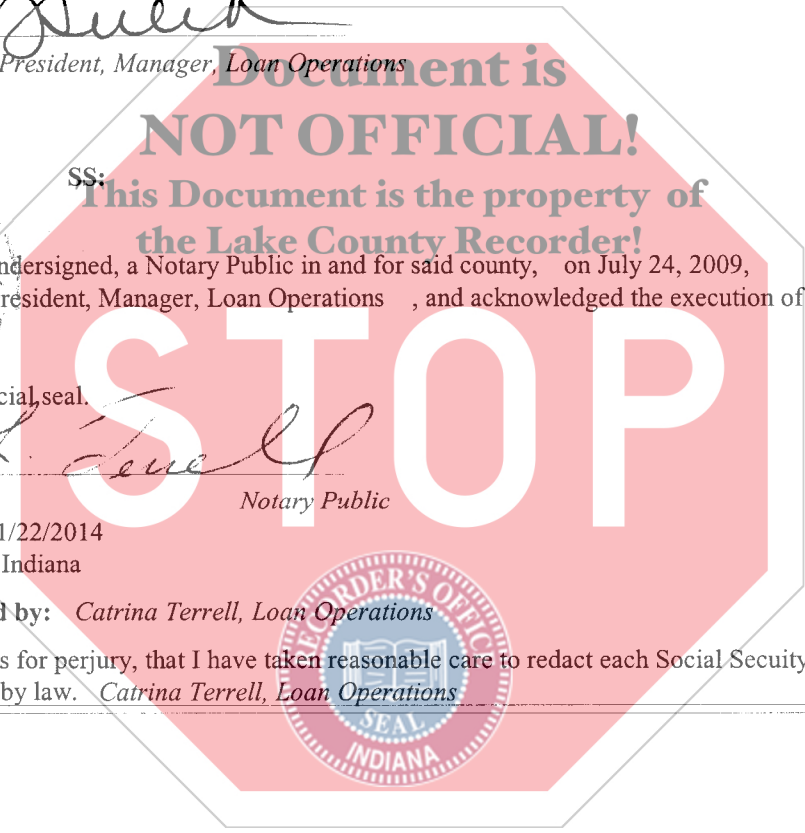 President, Manager, Loan Operations
Document is
NOT OFFICIAL!
SS:
This Document is the property of
the Lake County Recorder!
ndersigned, a Notary Public in and for said county, on July 24, 2009,
resident, Manager, Loan Operations , and acknowledged the execution of
STOP
cial seal.
Notary Public
1/22/2014
Indiana
d by: Catrina Terrell, Loan Operations
s for perjury, that I have taken reasonable care to redact each Social Secuity
by law. Catrina Terrell, Loan Operations
RECORDER'S OFFICE
SEAL
INDIANA